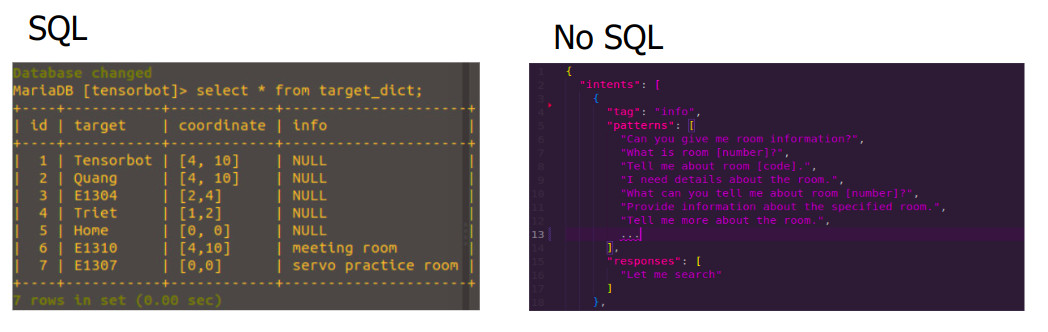 SQL
Database changed
MariaDB [tensorbot]> select * from target_dict;
+----+-----------+------------+---------------------+
| id | target | coordinate | info |
+----+-----------+------------+---------------------+
| 1 | Tensorbot | [4, 10] | NULL |
| 2 | Quang | [4, 10] | NULL |
| 3 | E1304 | [2,4] | NULL |
| 4 | Triet | [1,2] | NULL |
| 5 | Home | [0, 0] | NULL |
| 6 | E1310 | [4,10] | meeting room |
| 7 | E1307 | [0,0] | servo practice room |
+----+-----------+------------+---------------------+
7 rows in set (0.00 sec)
No SQL
1 {
2 "intents": [
3 {
4 "tag": "info",
5 "patterns": [
6 "Can you give me room information?",
7 "What is room [number]?",
8 "Tell me about room [code].",
9 "I need details about the room.",
10 "What can you tell me about room [number]?",
11 "Provide information about the specified room.",
12 "Tell me more about the room.",
13 ...
14 ],
15 "responses": [
16 "Let me search"
17 ]
18 },